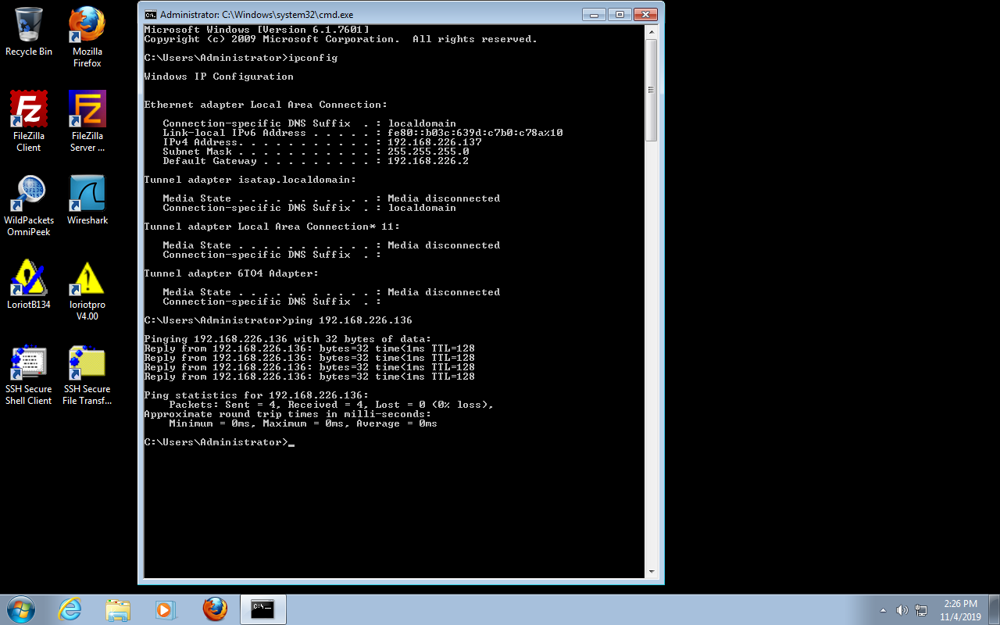 Recycle Bin
Mozilla
Firefox
FileZilla
Client
FileZilla
Server ...
WildPackets
OmniPeek
Wireshark
LoriotB134
loriotpro
V4.00
SSH Secure
Shell Client
SSH Secure
File Transf...
Administrator: C:\Windows\system32\cmd.exe
Microsoft Windows [Version 6.1.7601]
Copyright (c) 2009 Microsoft Corporation.  All rights reserved.
C:\Users\Administrator>ipconfig
Windows IP Configuration
Ethernet adapter Local Area Connection:
Connection-specific DNS Suffix  . : localdomain
Link-local IPv6 Address . . . . . : fe80::b03c:639d:c7b0:c78a%10
IPv4 Address. . . . . . . . . . . : 192.168.226.137
Subnet Mask . . . . . . . . . . . : 255.255.255.0
Default Gateway . . . . . . . . . : 192.168.226.2
Tunnel adapter isatap.localdomain:
Media State . . . . . . . . . . . : Media disconnected
Connection-specific DNS Suffix  . : localdomain
Tunnel adapter Local Area Connection* 11:
Media State . . . . . . . . . . . : Media disconnected
Connection-specific DNS Suffix  . :
Tunnel adapter 6TO4 Adapter:
Media State . . . . . . . . . . . : Media disconnected
Connection-specific DNS Suffix  . :
C:\Users\Administrator>ping 192.168.226.136
Pinging 192.168.226.136 with 32 bytes of data:
Reply from 192.168.226.136: bytes=32 time<1ms TTL=128
Reply from 192.168.226.136: bytes=32 time<1ms TTL=128
Reply from 192.168.226.136: bytes=32 time<1ms TTL=128
Reply from 192.168.226.136: bytes=32 time<1ms TTL=128
Ping statistics for 192.168.226.136:
Packets: Sent = 4, Received = 4, Lost = 0 (0% loss),
Approximate round trip times in milli-seconds:
Minimum = 0ms, Maximum = 0ms, Average = 0ms
C:\Users\Administrator>_
2:26 PM
11/4/2019